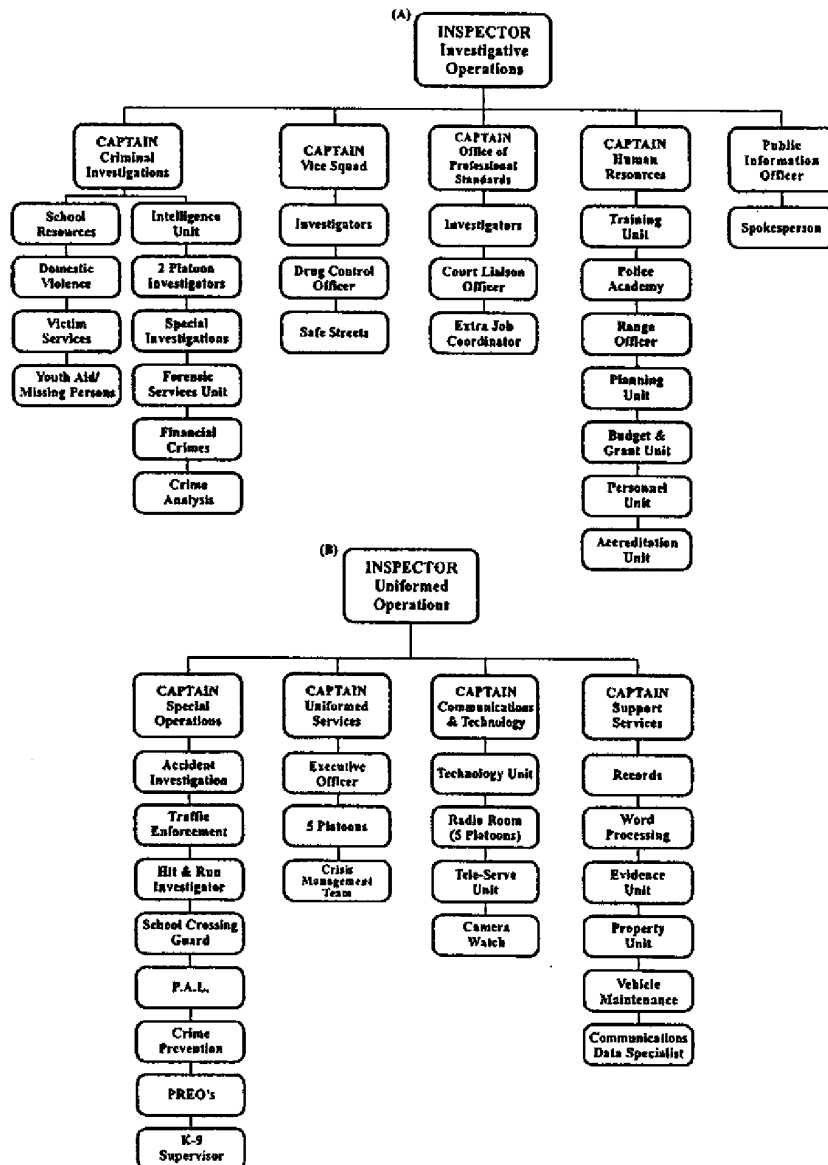 (A)
INSPECTOR
Investigative
Operations
CAPTAIN
Criminal
Investigations
School
Resources
Domestic
Violence
Victim
Services
Youth Aid/
Missing Persons
Intelligence
Unit
2 Platoon
Investigators
Special
Investigations
Forensic
Services Unit
Financial
Crimes
Crime
Analysis
CAPTAIN
Vice Squad
Investigators
Drug Control
Officer
Safe Streets
CAPTAIN
Office of
Professional
Standards
Investigators
Court Liaison
Officer
Extra Job
Coordinator
CAPTAIN
Human
Resources
Training
Unit
Police
Academy
Range
Officer
Planning
Unit
Budget &
Grant Unit
Personnel
Unit
Accreditation
Unit
Public
Information
Officer
Spokesperson
(B)
INSPECTOR
Uniformed
Operations
CAPTAIN
Special
Operations
Accident
Investigation
Traffic
Enforcement
Hit & Run
Investigator
School Crossing
Guard
P.A.L.
Crime
Prevention
PREO's
K-9
Supervisor
CAPTAIN
Uniformed
Services
Executive
Officer
5 Platoons
Crisis
Management
Team
CAPTAIN
Communications
& Technology
Technology Unit
Radio Room
(5 Platoons)
Tele-Serve
Unit
Camera
Watch
CAPTAIN
Support
Services
Records
Word
Processing
Evidence
Unit
Property
Unit
Vehicle
Maintenance
Communications
Data Specialist